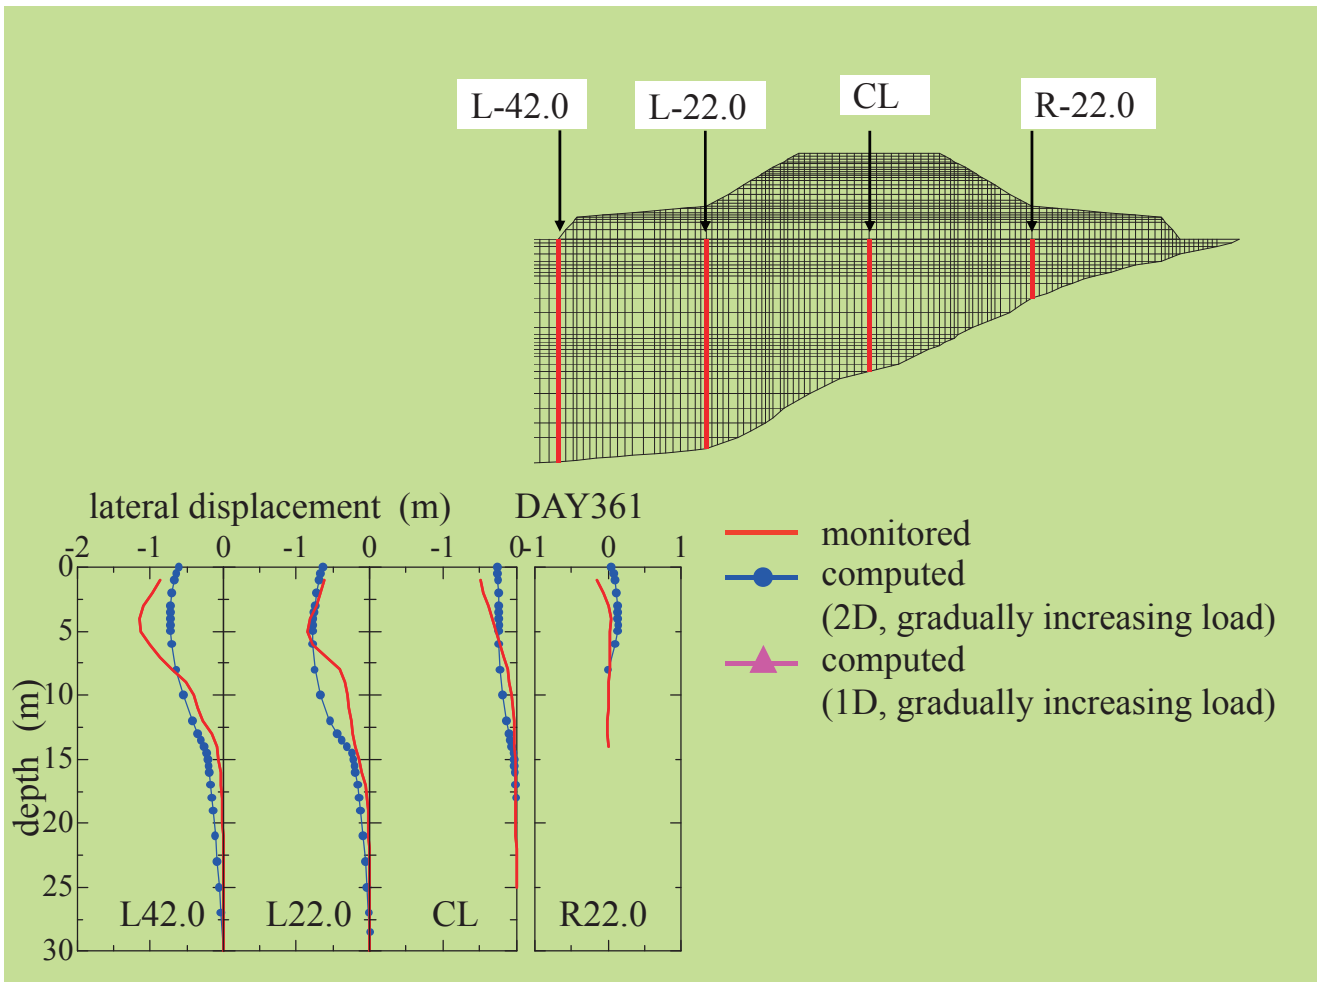 L-42.0
L-22.0
CL
R-22.0
lateral displacement (m)
DAY361
-2 -1 0 -1 0 -1 0 -1 0 1
0
5
10
15
20
25
30
depth (m)
L42.0
L22.0
CL
R22.0
monitored
computed
(2D, gradually increasing load)
computed
(1D, gradually increasing load)